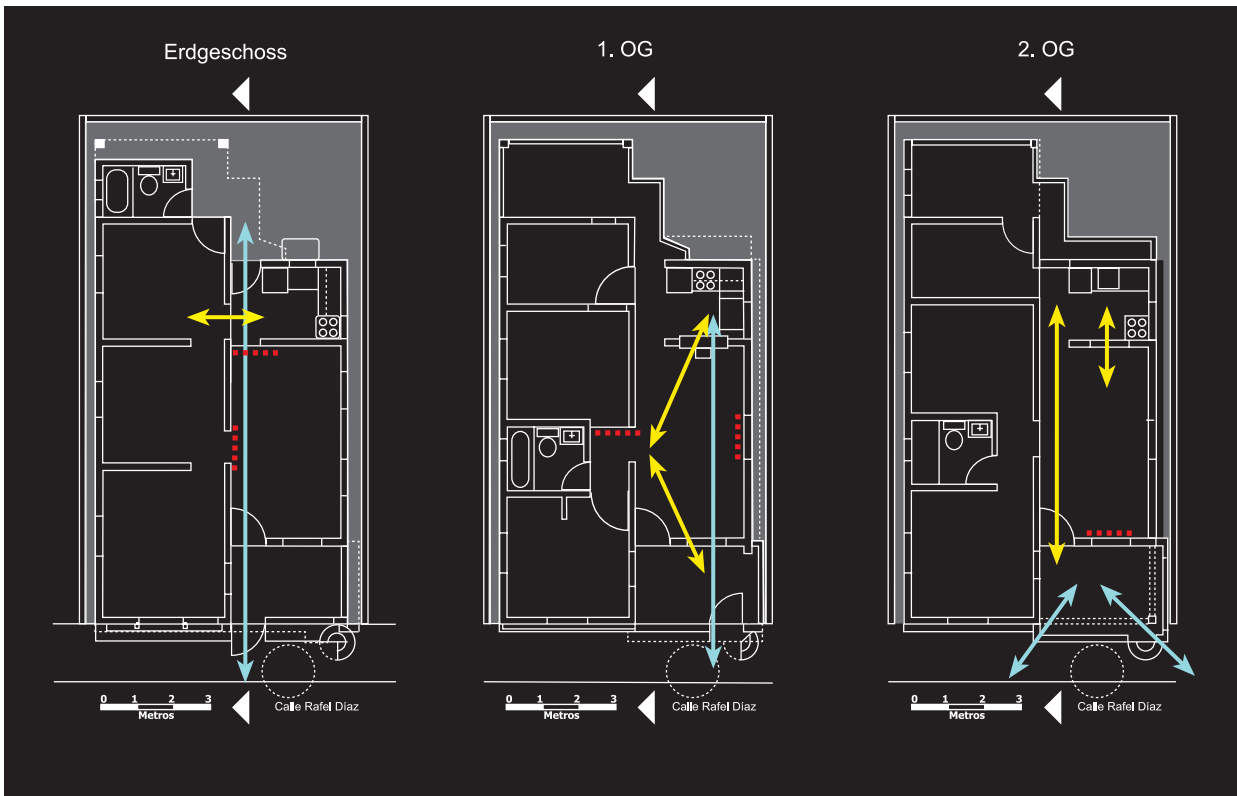 Erdgeschoss
1. OG
2. OG
0 1 2 3
Metros
Calle Rafel Díaz
0 1 2 3
Metros
Calle Rafel Díaz
0 1 2 3
Metros
Calle Rafel Díaz